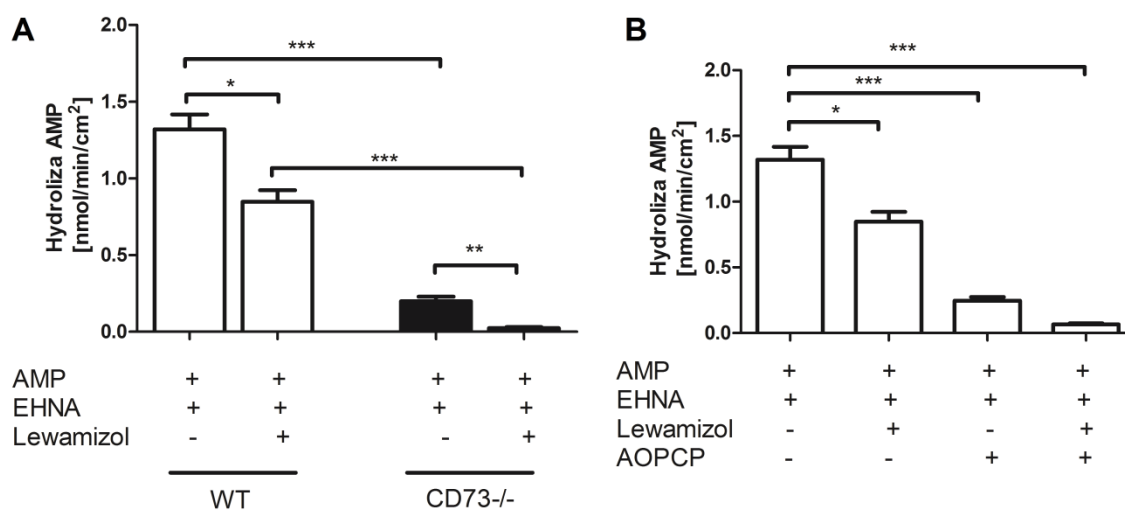 A
Hydroliza AMP
[nmol/min/cm²]
2.0
1.5
1.0
0.5
0.0
***
*
***
**
AMP + + + +
EHNA + + + +
Lewamizol - + - +
WT CD73-/-
B
Hydroliza AMP
[nmol/min/cm²]
2.0
1.5
1.0
0.5
0.0
***
***
*
AMP + + + +
EHNA + + + +
Lewamizol - + - +
AOPCP - - + +